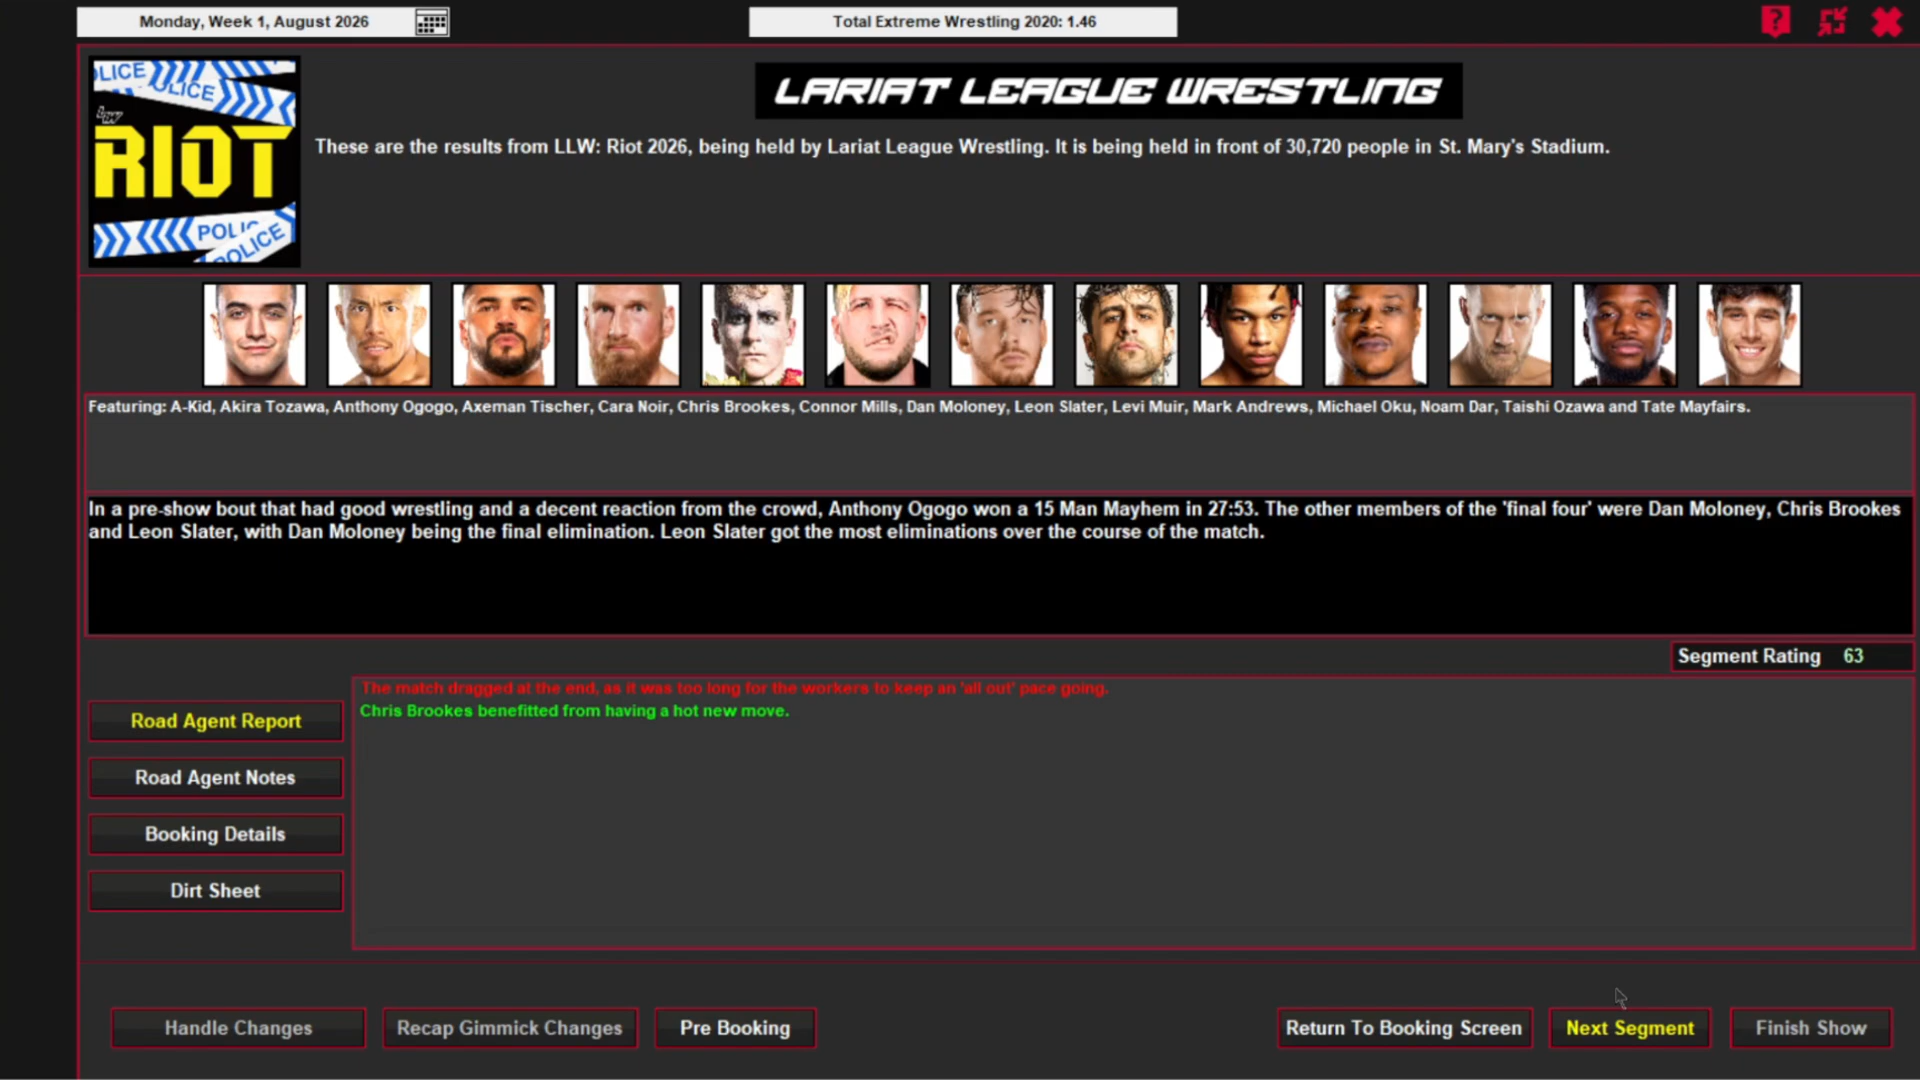 Monday, Week 1, August 2026
Total Extreme Wrestling 2020: 1.46
?
POLICE
POLICE
RIOT
POLICE
POLICE
LARIAT LEAGUE WRESTLING
These are the results from LLW: Riot 2026, being held by Lariat League Wrestling. It is being held in front of 30,720 people in St. Mary's Stadium.
Featuring: A-Kid, Akira Tozawa, Anthony Ogogo, Axeman Tischer, Cara Noir, Chris Brookes, Connor Mills, Dan Moloney, Leon Slater, Levi Muir, Mark Andrews, Michael Oku, Noam Dar, Taishi Ozawa and Tate Mayfairs.
In a pre-show bout that had good wrestling and a decent reaction from the crowd, Anthony Ogogo won a 15 Man Mayhem in 27:53. The other members of the 'final four' were Dan Moloney, Chris Brookes
and Leon Slater, with Dan Moloney being the final elimination. Leon Slater got the most eliminations over the course of the match.
Segment Rating 63
The match dragged at the end, as it was too long for the workers to keep an 'all out' pace going.
Chris Brookes benefitted from having a hot new move.
Road Agent Report
Road Agent Notes
Booking Details
Dirt Sheet
Handle Changes
Recap Gimmick Changes
Pre Booking
Return To Booking Screen
Next Segment
Finish Show